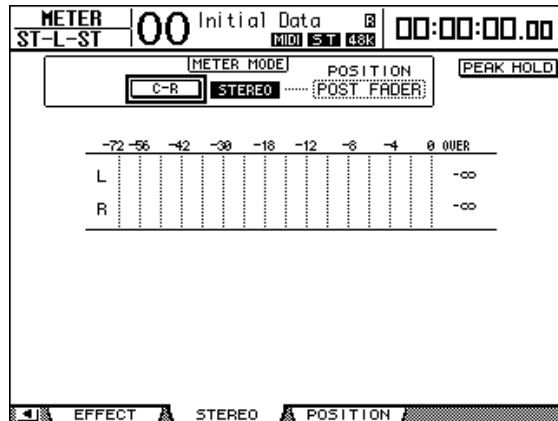 METER
ST-L-ST
00
Initial Data R
MIDI ST 48K
00:00:00.00
METER MODE
C-R STEREO
POSITION
POST FADER
PEAK HOLD
-72 -56 -42 -30 -18 -12 -8 -4 0 OVER
L -∞
R -∞
EFFECT STEREO POSITION